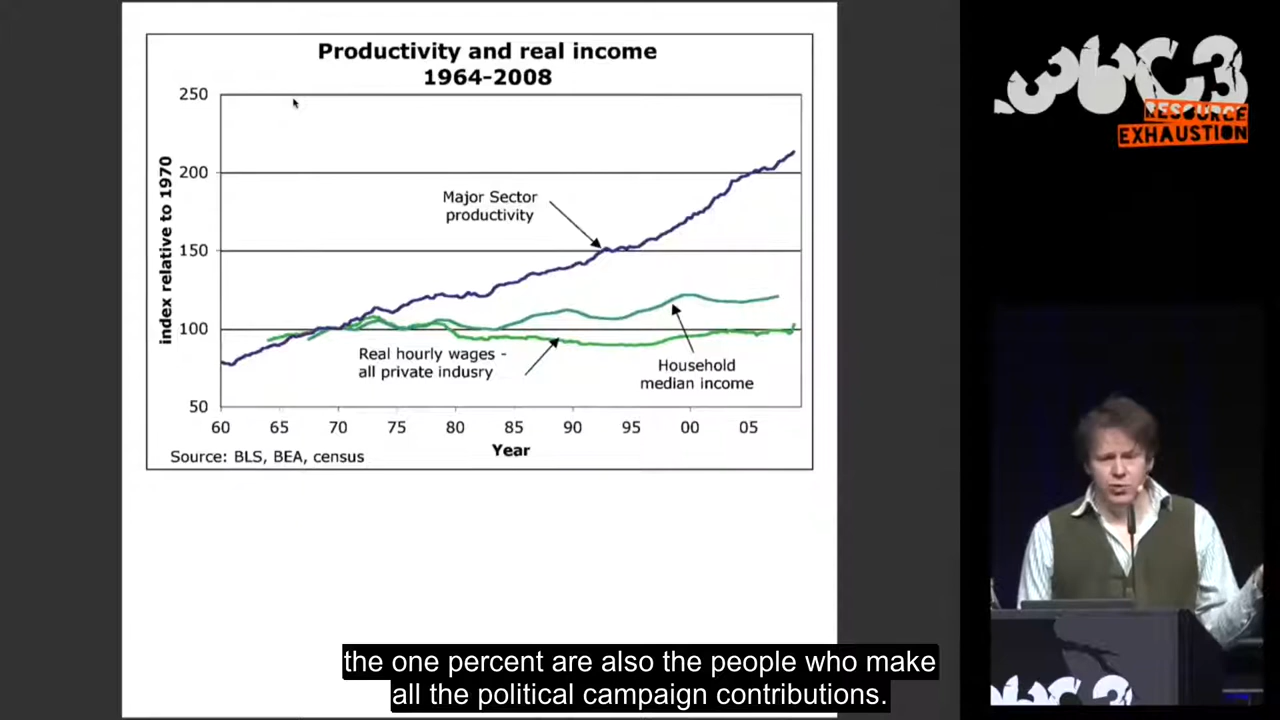 Productivity and real income
1964-2008
250
200
150
100
50
index relative to 1970
Major Sector
productivity
Real hourly wages -
all private indusry
Household
median income
60 65 70 75 80 85 90 95 00 05
Year
Source: BLS, BEA, census
36C3
RESOURCE
EXHAUSTION
the one percent are also the people who make
all the political campaign contributions.